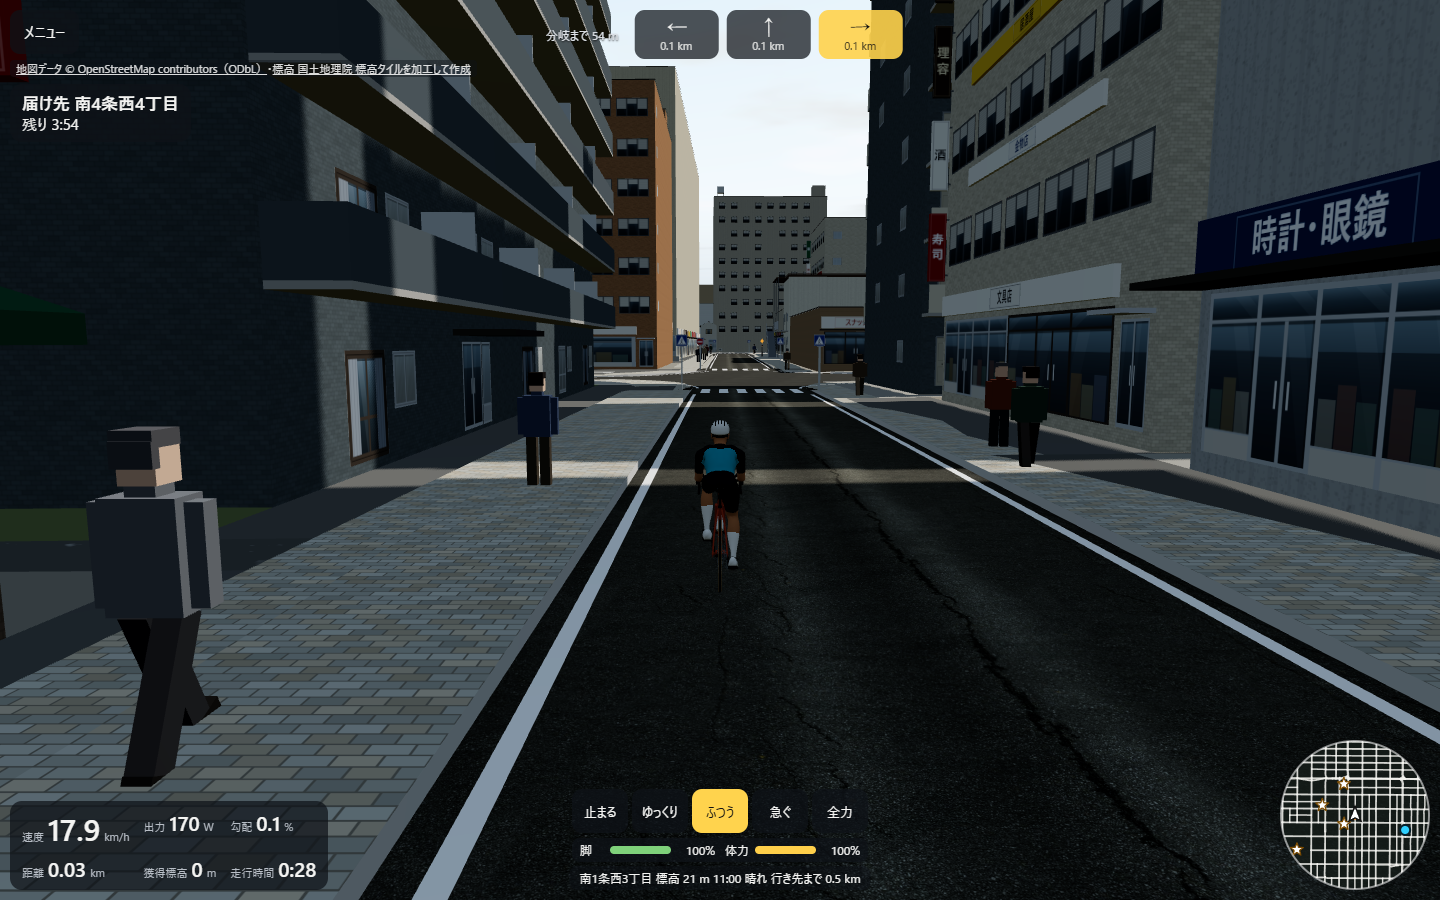 メニュー
分岐まで 54 m
←
0.1 km
↑
0.1 km
→
0.1 km
地図データ © OpenStreetMap contributors（ODbL）・標高 国土地理院 標高タイルを加工して作成
届け先 南4条西4丁目
残り 3:54
理容
酒
金物店
寿司
文具店
時計・眼鏡
スナック
止まる
ゆっくり
ふつう
急ぐ
全力
脚 100% 体力 100%
南1条西3丁目 標高 21 m 11:00 晴れ 行き先まで 0.5 km
速度 17.9 km/h 出力 170 W 勾配 0.1 %
距離 0.03 km 獲得標高 0 m 走行時間 0:28